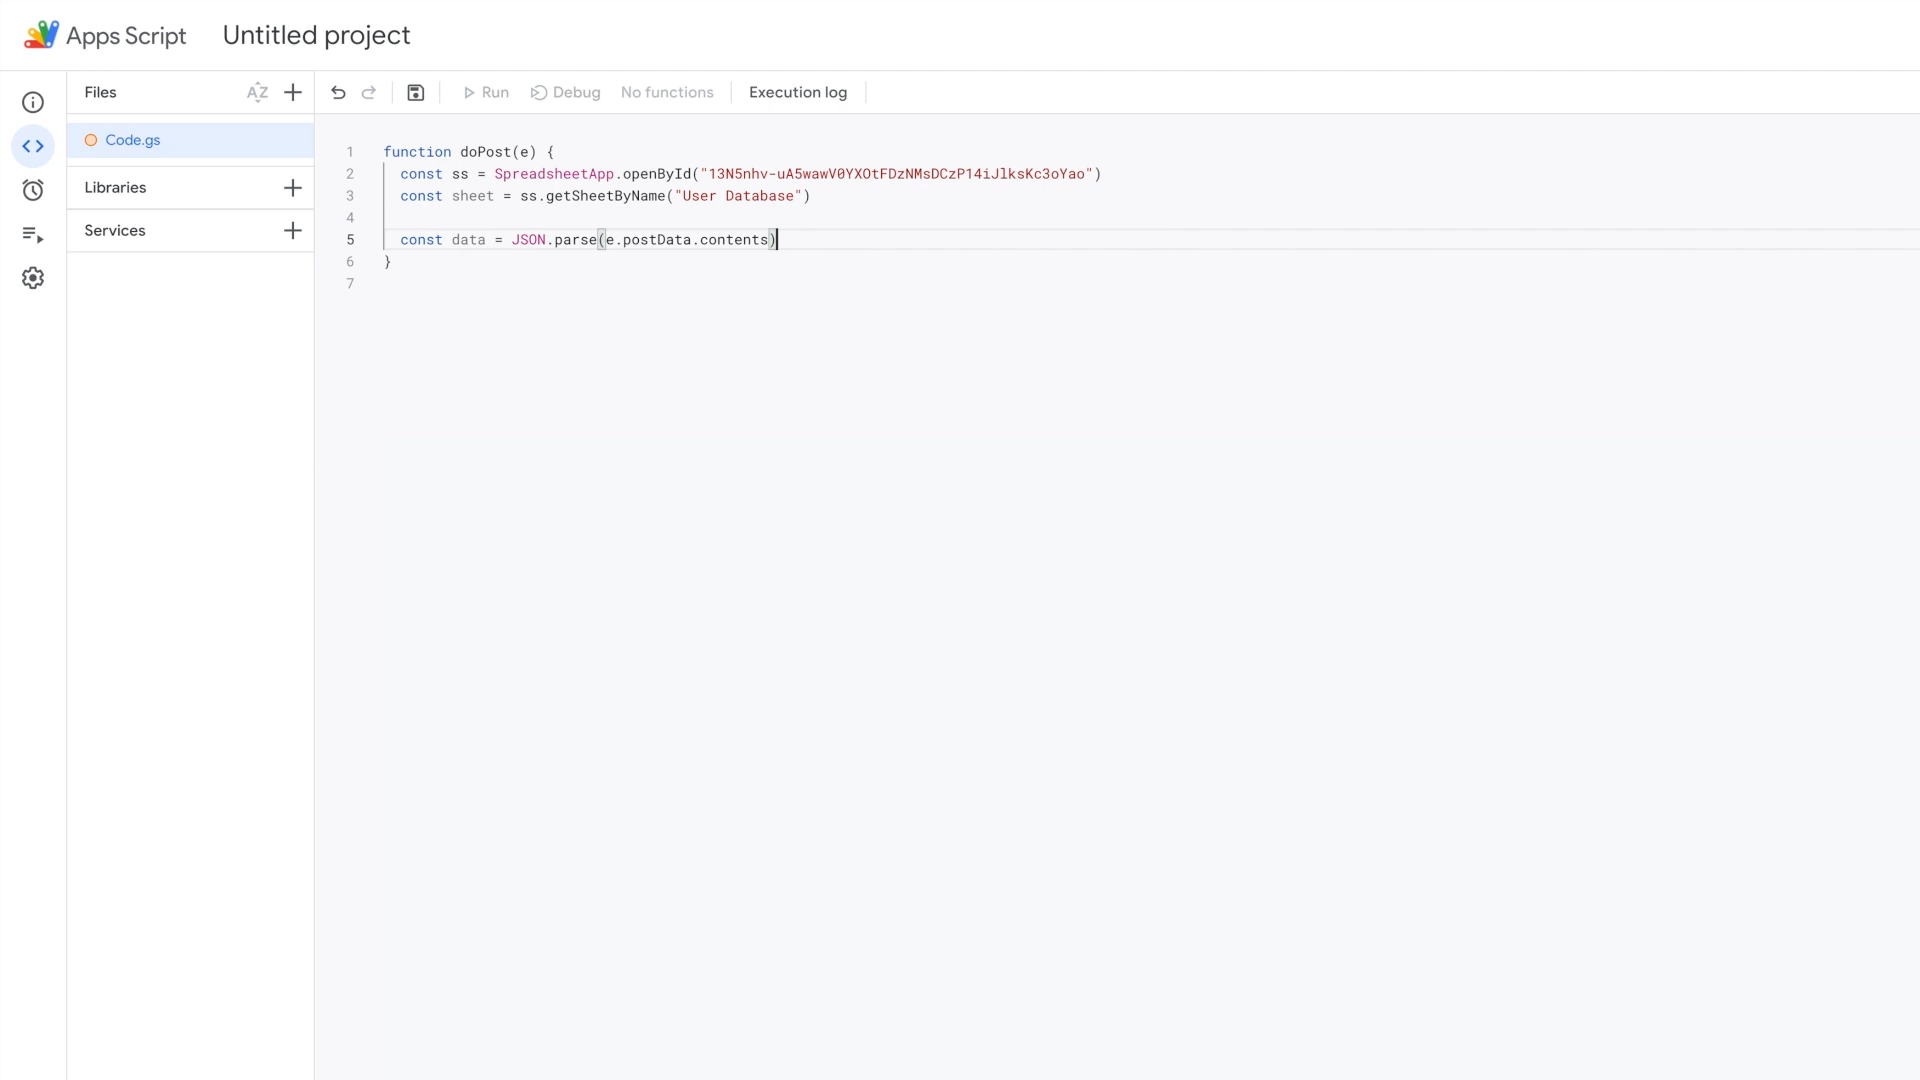 Apps Script Untitled project
Files AZ
Run Debug No functions Execution log
Code.gs
Libraries
Services
1 function doPost(e) {
2 const ss = SpreadsheetApp.openById("13N5nhv-uA5wawV0YXOtFDzNMsDCzP14iJlksKc3oYao")
3 const sheet = ss.getSheetByName("User Database")
4
5 const data = JSON.parse(e.postData.contents)
6 }
7